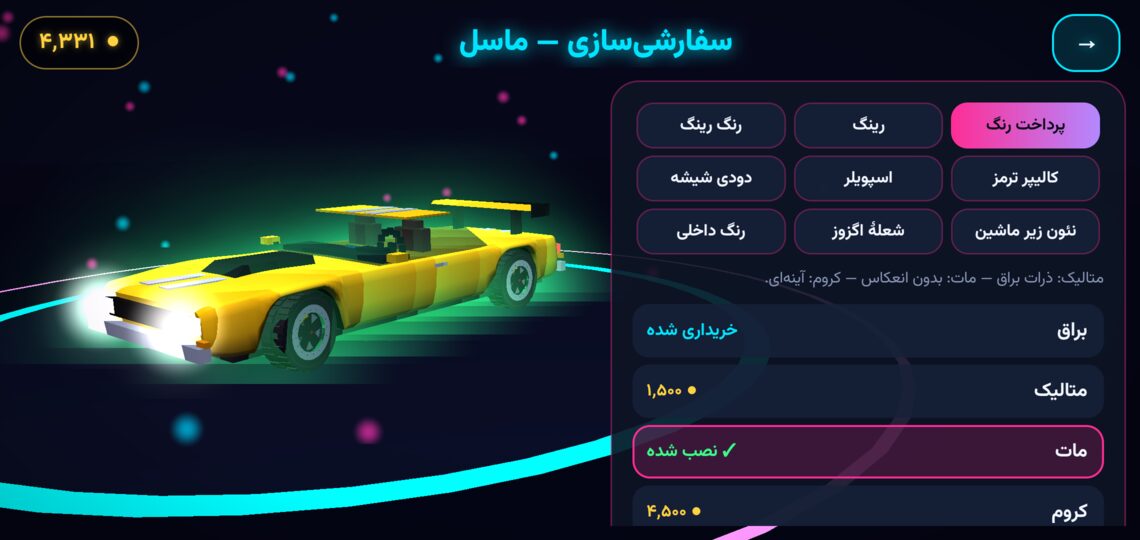 →
سفارشی‌سازی – ماسل
۴,۳۳۱
پرداخت رنگ
رینگ
رنگ رینگ
کالیپر ترمز
اسپویلر
دودی شیشه
نئون زیر ماشین
شعلهٔ اگزوز
رنگ داخلی
متالیک: ذرات براق — مات: بدون انعکاس — کروم: آینه‌ای.
براق
خریداری شده
متالیک
۱,۵۰۰
مات
✓ نصب شده
کروم
۴,۵۰۰